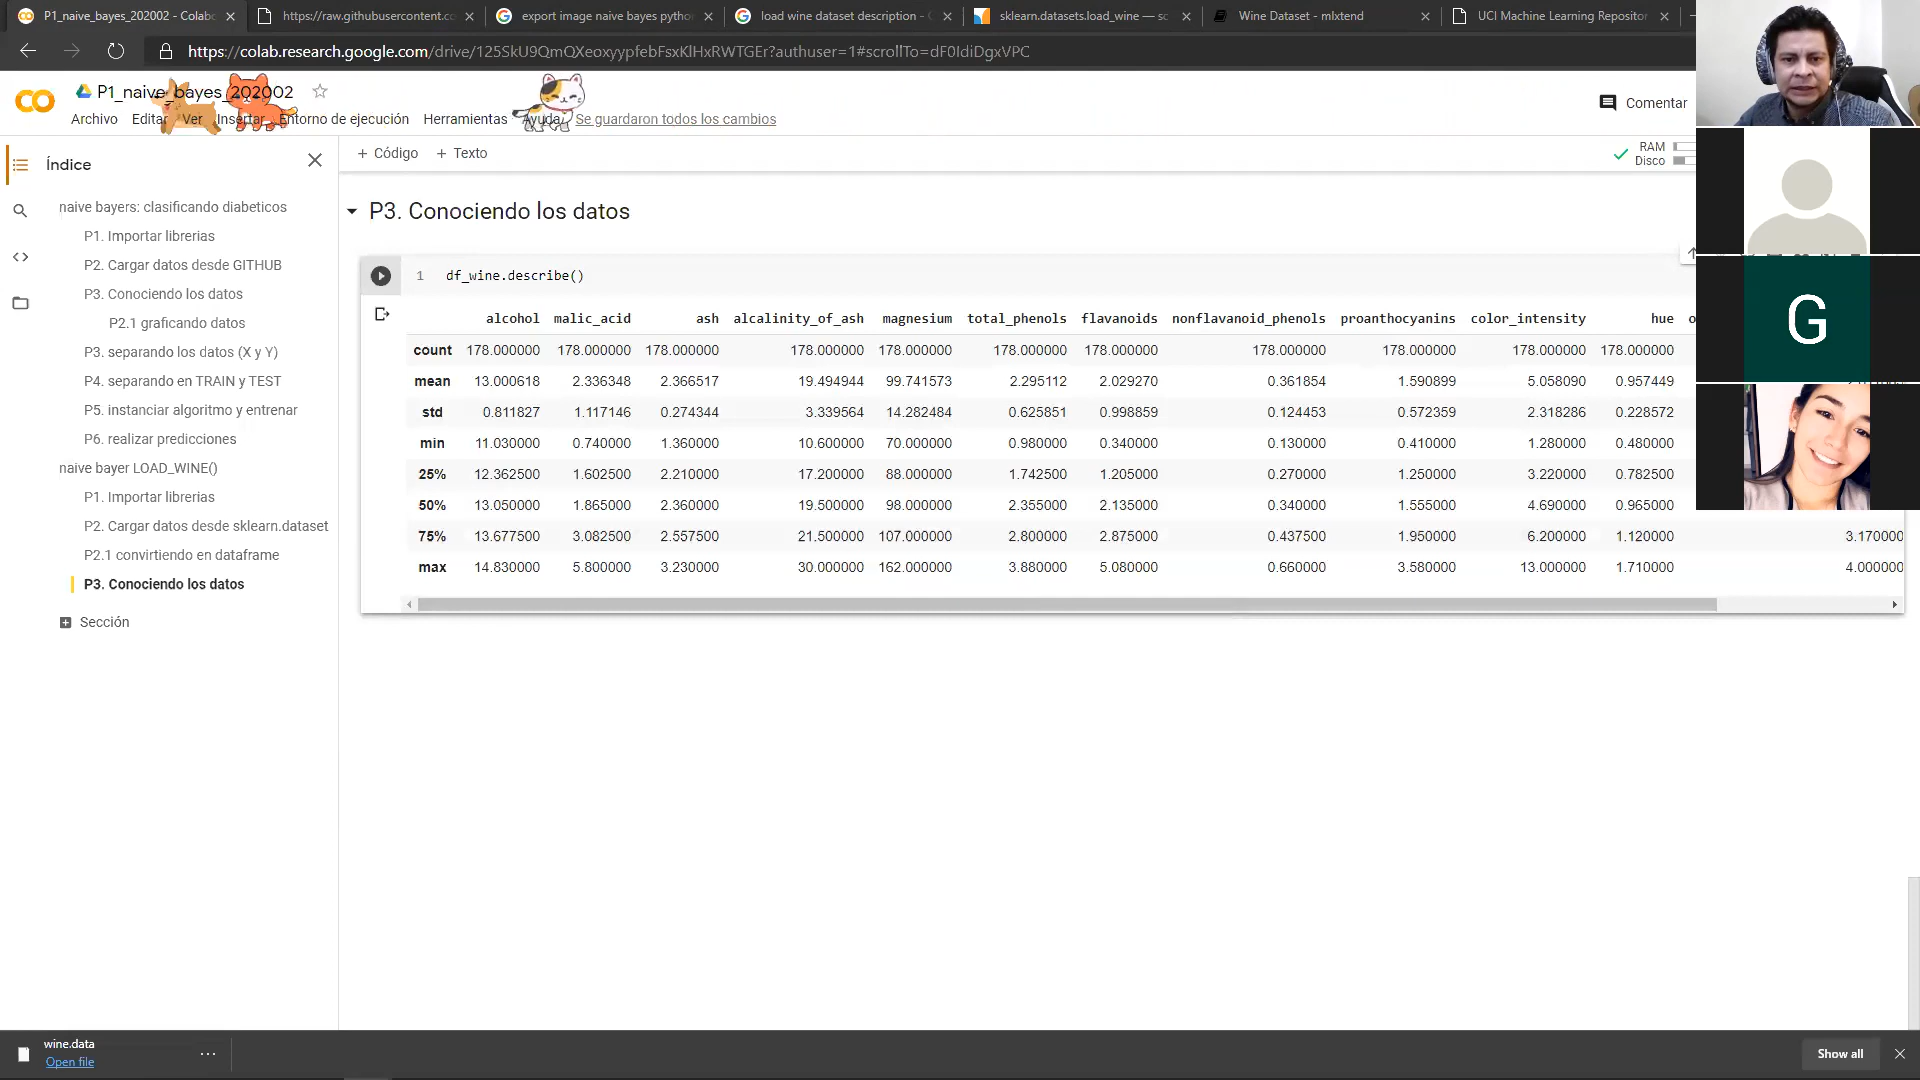 P1_naive_bayes_202002 - Colabo
https://raw.githubusercontent.co
export image naive bayes python
load wine dataset description - G
sklearn.datasets.load_wine — sc
Wine Dataset - mlxtend
UCI Machine Learning Repositor
https://colab.research.google.com/drive/125SkU9QmQXeoxyypfebFsxKlHxRWTGEr?authuser=1#scrollTo=dF0IdiDgxVPC
P1_naive_bayes_202002
Archivo Editar Ver Insertar Entorno de ejecución Herramientas Ayuda Se guardaron todos los cambios
Comentar
Índice
+ Código + Texto
RAM
Disco
naive bayers: clasificando diabeticos
P1. Importar librerias
P2. Cargar datos desde GITHUB
P3. Conociendo los datos
P2.1 graficando datos
P3. separando los datos (X y Y)
P4. separando en TRAIN y TEST
P5. instanciar algoritmo y entrenar
P6. realizar predicciones
naive bayer LOAD_WINE()
P1. Importar librerias
P2. Cargar datos desde sklearn.dataset
P2.1 convirtiendo en dataframe
P3. Conociendo los datos
Sección
P3. Conociendo los datos
1 df_wine.describe()
alcohol malic_acid ash alcalinity_of_ash magnesium total_phenols flavanoids nonflavanoid_phenols proanthocyanins color_intensity hue o
count 178.000000 178.000000 178.000000 178.000000 178.000000 178.000000 178.000000 178.000000 178.000000 178.000000 178.000000
mean 13.000618 2.336348 2.366517 19.494944 99.741573 2.295112 2.029270 0.361854 1.590899 5.058090 0.957449
std 0.811827 1.117146 0.274344 3.339564 14.282484 0.625851 0.998859 0.124453 0.572359 2.318286 0.228572
min 11.030000 0.740000 1.360000 10.600000 70.000000 0.980000 0.340000 0.130000 0.410000 1.280000 0.480000
25% 12.362500 1.602500 2.210000 17.200000 88.000000 1.742500 1.205000 0.270000 1.250000 3.220000 0.782500
50% 13.050000 1.865000 2.360000 19.500000 98.000000 2.355000 2.135000 0.340000 1.555000 4.690000 0.965000
75% 13.677500 3.082500 2.557500 21.500000 107.000000 2.800000 2.875000 0.437500 1.950000 6.200000 1.120000 3.170000
max 14.830000 5.800000 3.230000 30.000000 162.000000 3.880000 5.080000 0.660000 3.580000 13.000000 1.710000 4.000000
G
wine.data
Open file
Show all